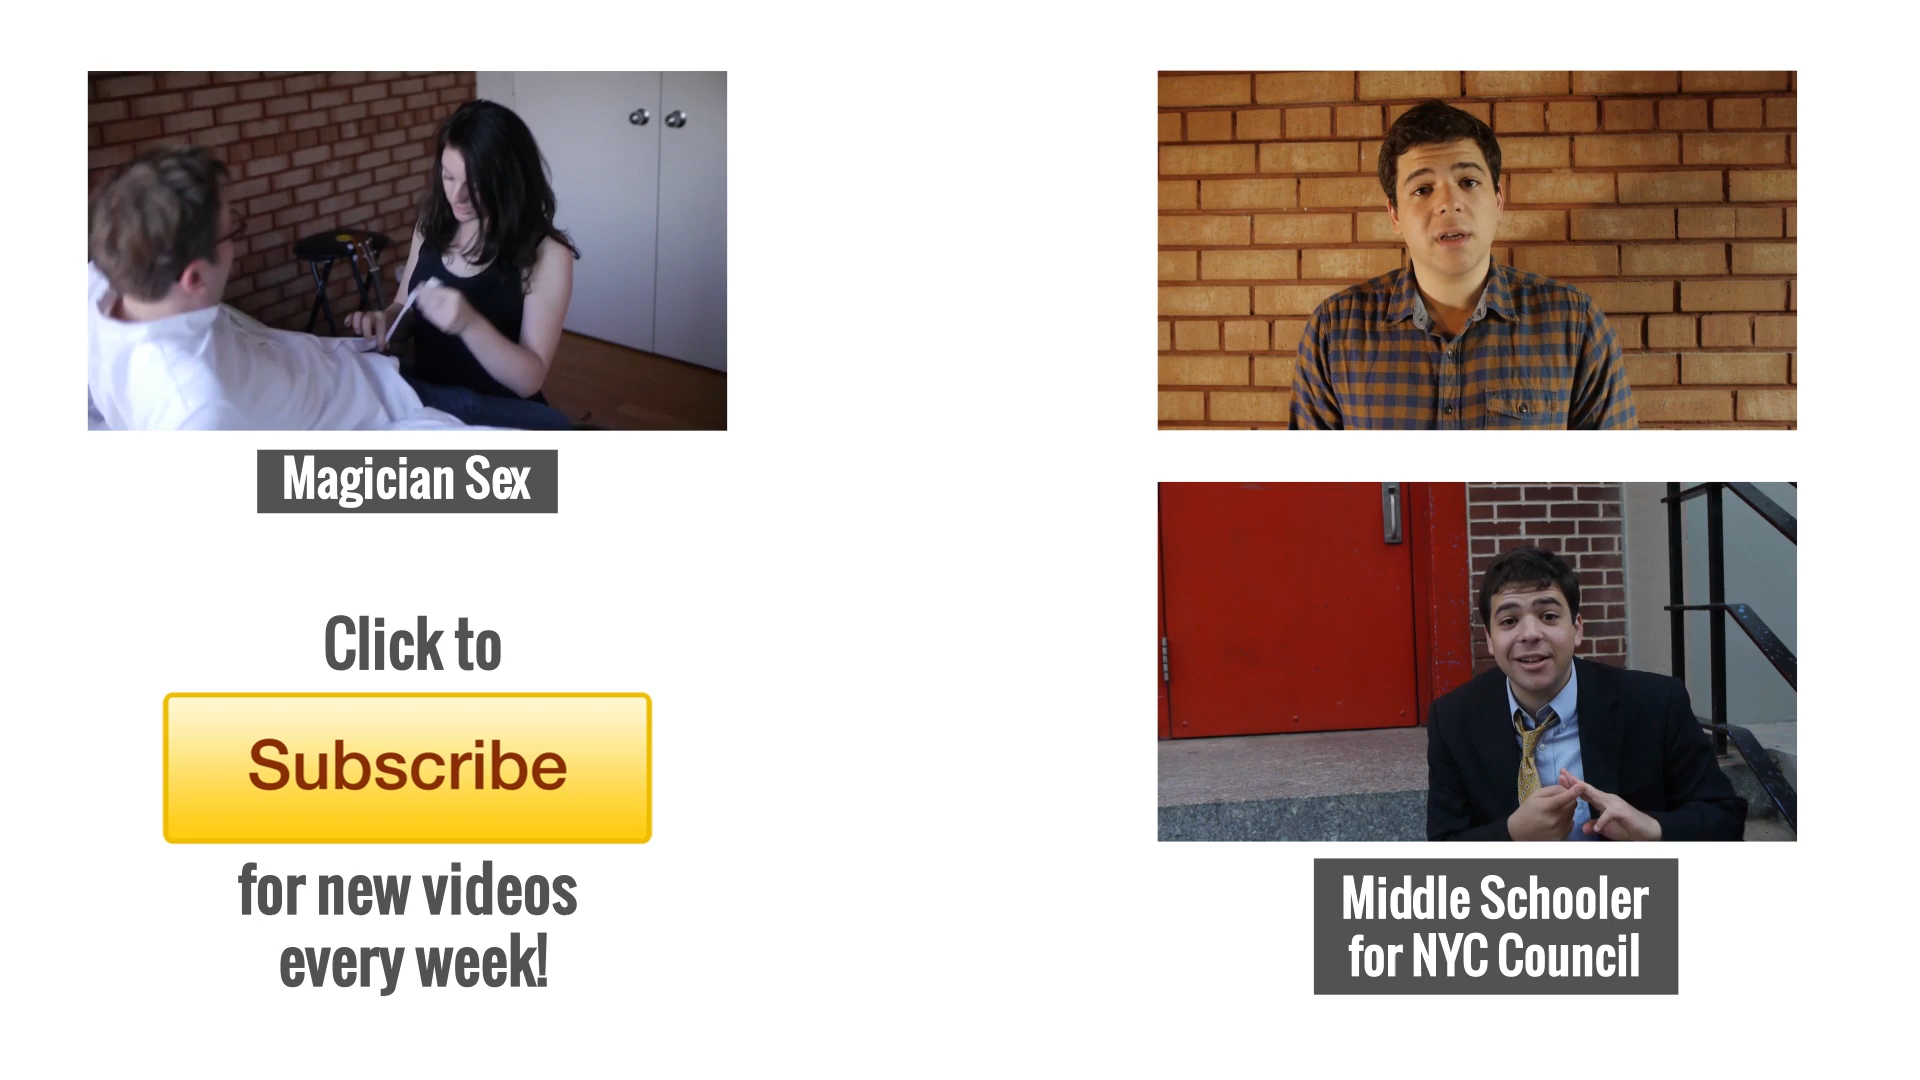 Magician Sex
Click to
Subscribe
for new videos
every week!
Middle Schooler
for NYC Council